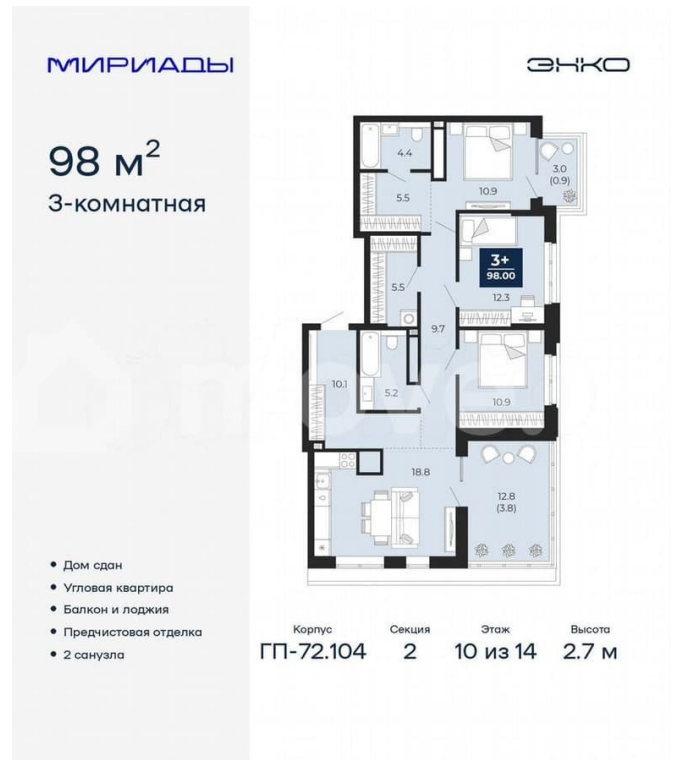 МИРИАДЫ
ЭНКО
98 м²
3-комнатная
4.4
5.5
10.9
3.0
(0.9)
3+
98.00
12.3
5.5
9.7
10.1
5.2
10.9
18.8
12.8
(3.8)
Дом сдан
Угловая квартира
Балкон и лоджия
Предчистовая отделка
2 санузла
Корпус
ГП-72.104
Секция
2
Этаж
10 из 14
Высота
2.7 м